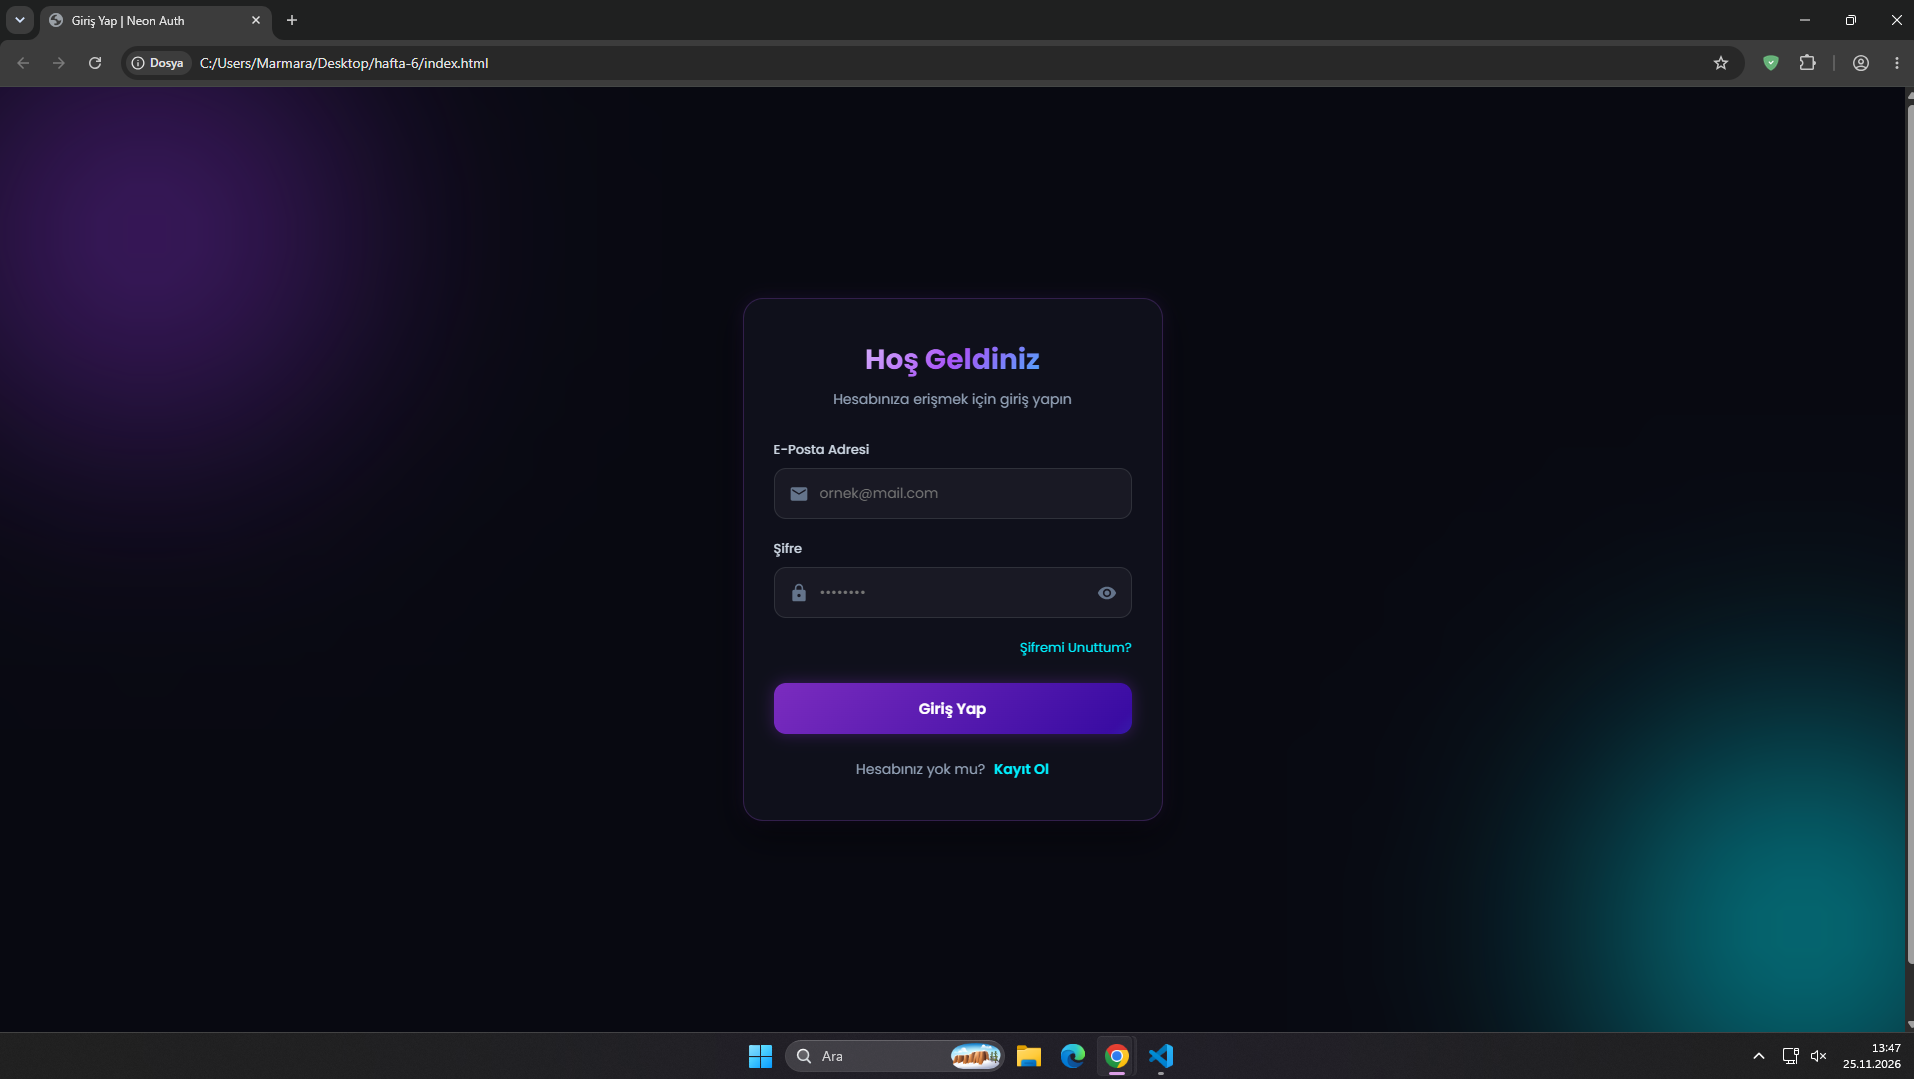 Giriş Yap | Neon Auth
Dosya
C:/Users/Marmara/Desktop/hafta-6/index.html
Hoş Geldiniz
Hesabınıza erişmek için giriş yapın
E-Posta Adresi
ornek@mail.com
Şifre
••••••••
Şifremi Unuttum?
Giriş Yap
Hesabınız yok mu? Kayıt Ol
Ara
13:47
25.11.2026